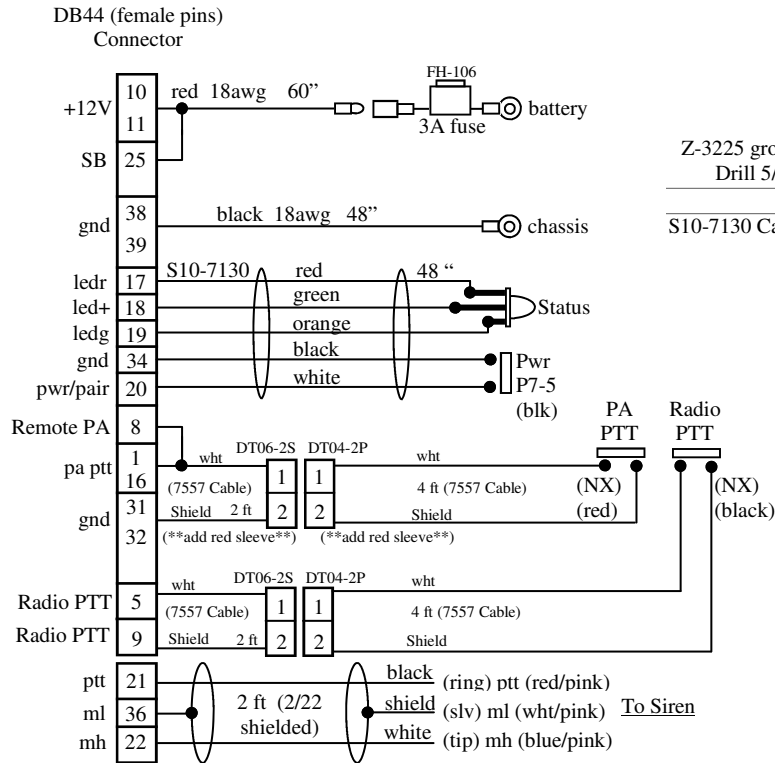 DB44 (female pins)
Connector
+12V 10 11 red 18awg 60” FH-106 3A fuse battery
SB 25
Z-3225 gro
Drill 5/
S10-7130 Ca
gnd 38 39 black 18awg 48” chassis
ledr 17 S10-7130 red 48 “
led+ 18 green Status
ledg 19 orange
gnd 34 black Pwr
pwr/pair 20 white P7-5
(blk)
PA PTT
Radio PTT
Remote PA 8
pa ptt 1 16 wht DT06-2S DT04-2P wht
(7557 Cable) 1 1 4 ft (7557 Cable) (NX) (red) (NX) (black)
gnd 31 32 Shield 2 ft 2 2 Shield
(**add red sleeve**) (**add red sleeve**)
wht DT06-2S DT04-2P wht
Radio PTT 5 (7557 Cable) 1 1 4 ft (7557 Cable)
Radio PTT 9 Shield 2 ft 2 2 Shield
ptt 21 black (ring) ptt (red/pink)
ml 36 2 ft (2/22 shielded) shield (slv) ml (wht/pink) To Siren
mh 22 white (tip) mh (blue/pink)